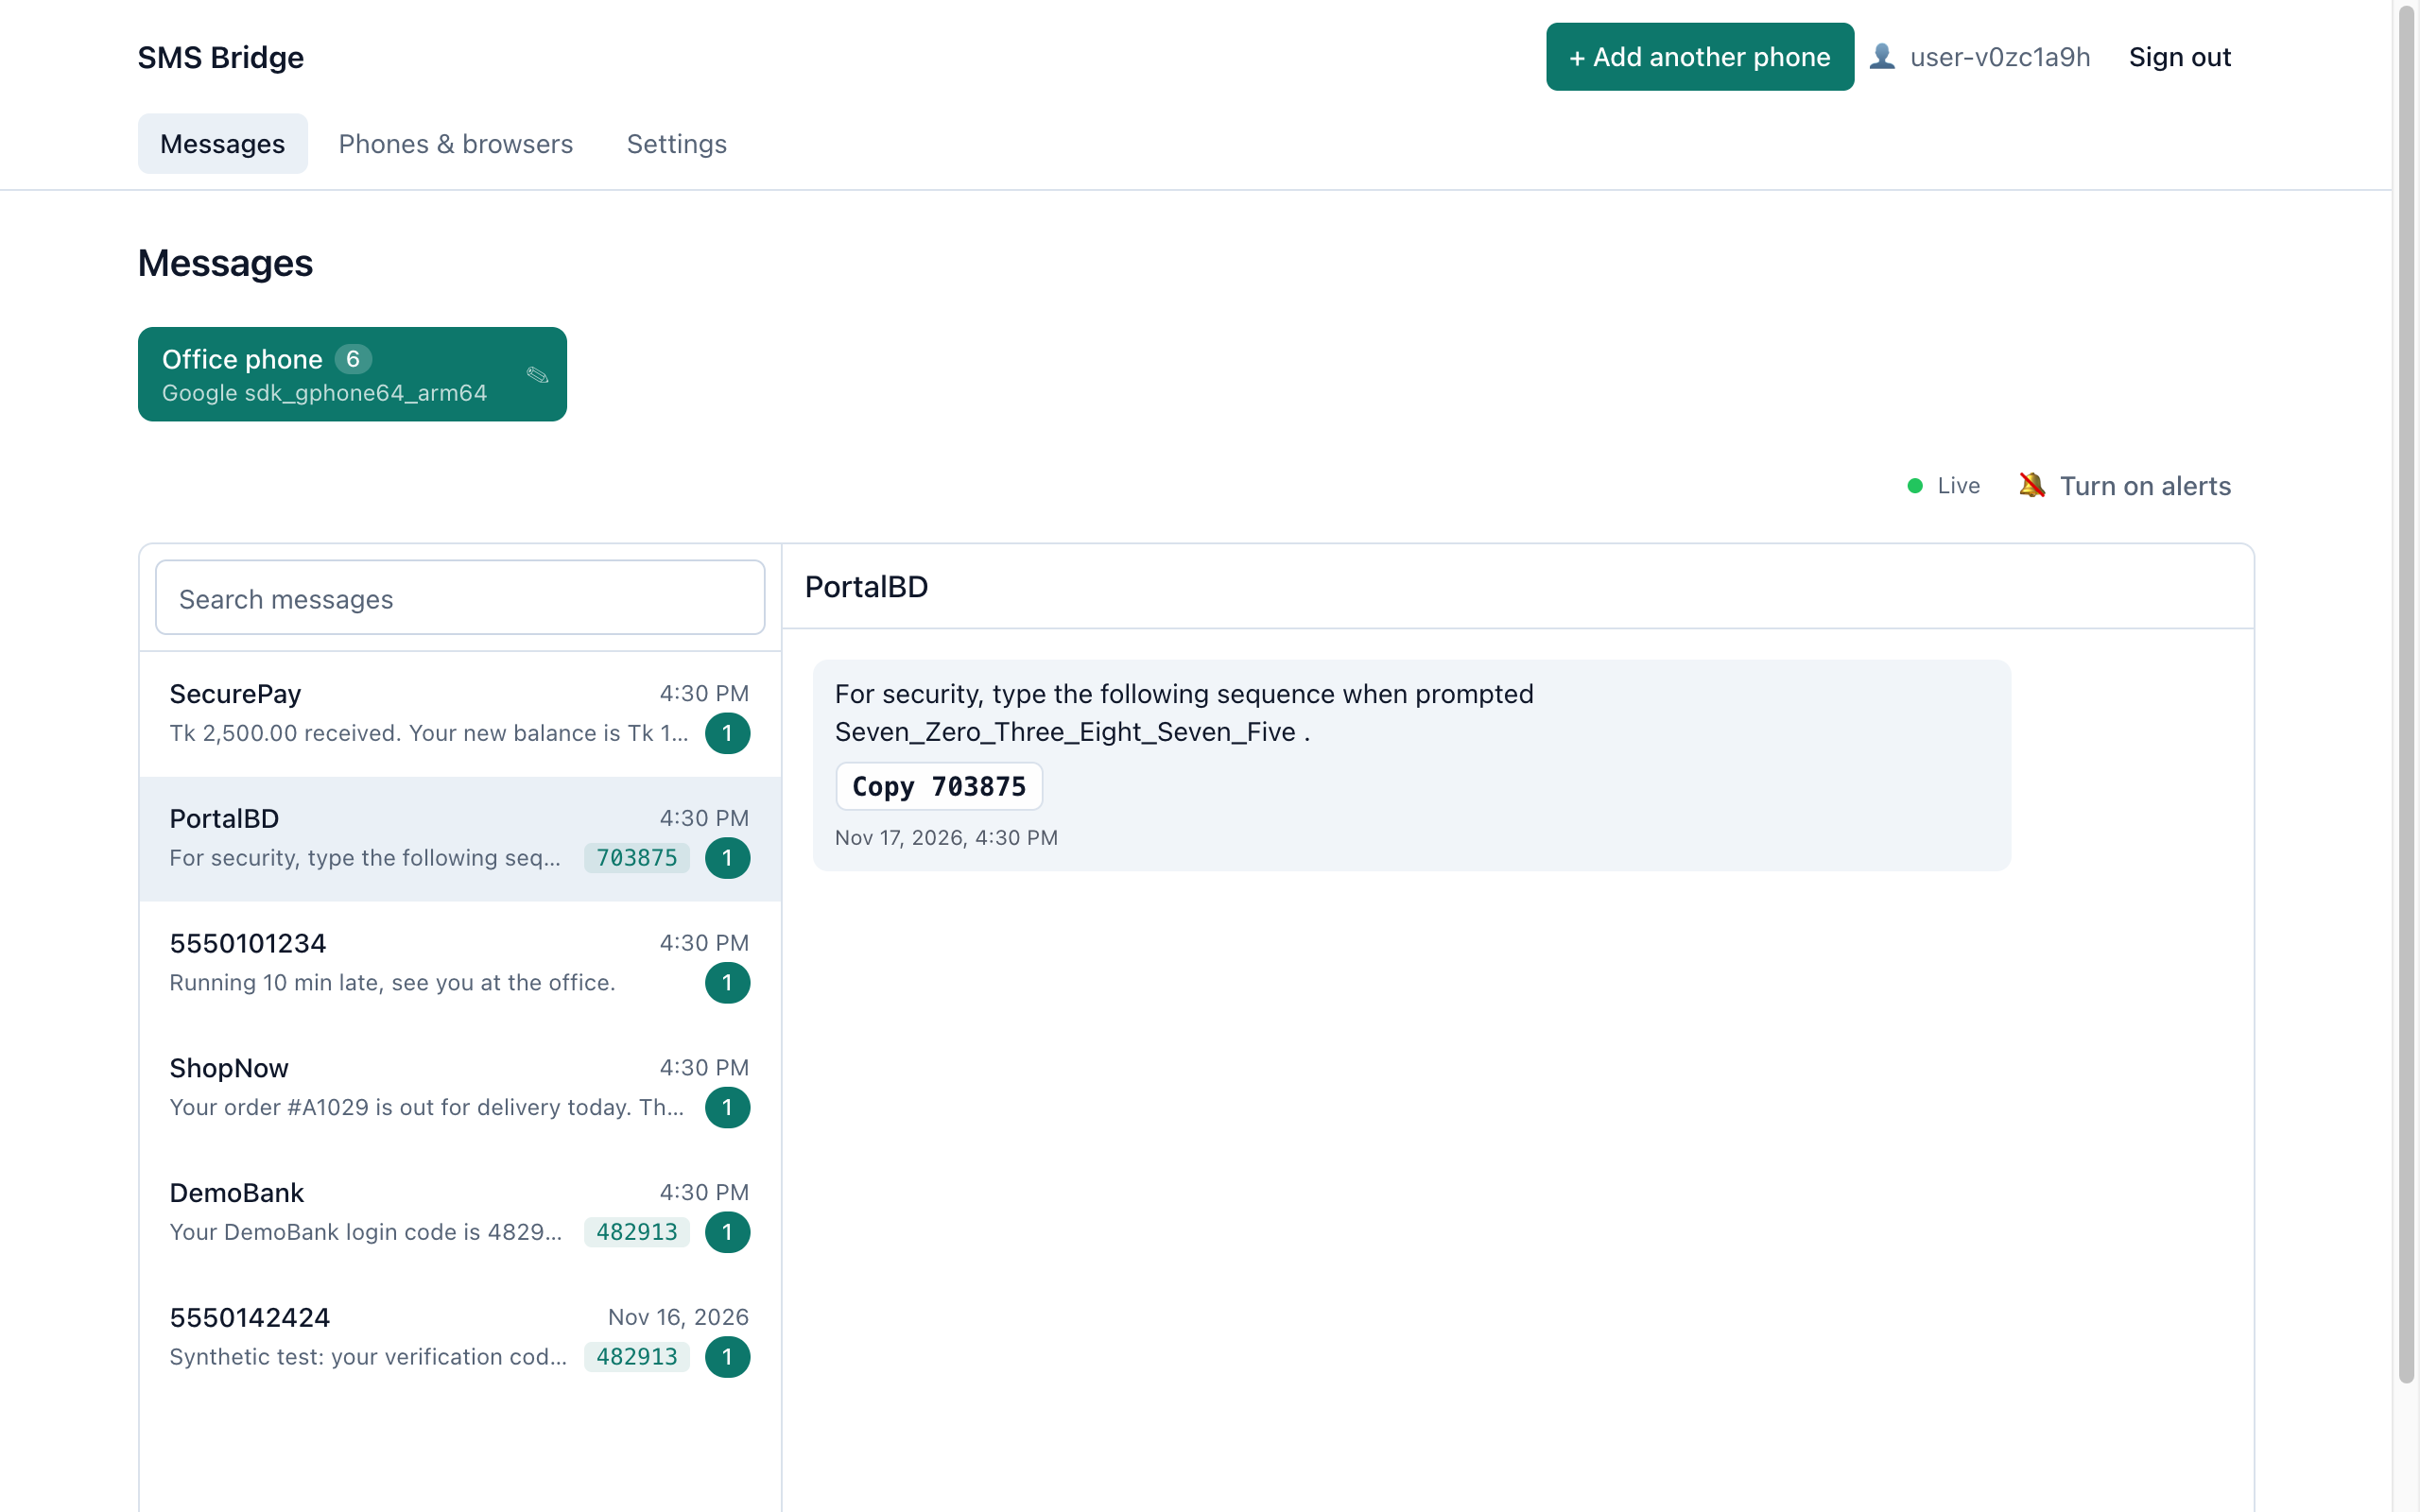 SMS Bridge
+ Add another phone
user-v0zc1a9h
Sign out
Messages
Phones & browsers
Settings
Messages
Office phone 6
Google sdk_gphone64_arm64
Live
Turn on alerts
Search messages
SecurePay 4:30 PM
Tk 2,500.00 received. Your new balance is Tk 1... 1
PortalBD 4:30 PM
For security, type the following seq... 703875 1
5550101234 4:30 PM
Running 10 min late, see you at the office. 1
ShopNow 4:30 PM
Your order #A1029 is out for delivery today. Th... 1
DemoBank 4:30 PM
Your DemoBank login code is 4829... 482913 1
5550142424 Nov 16, 2026
Synthetic test: your verification cod... 482913 1
PortalBD
For security, type the following sequence when prompted
Seven_Zero_Three_Eight_Seven_Five .
Copy 703875
Nov 17, 2026, 4:30 PM